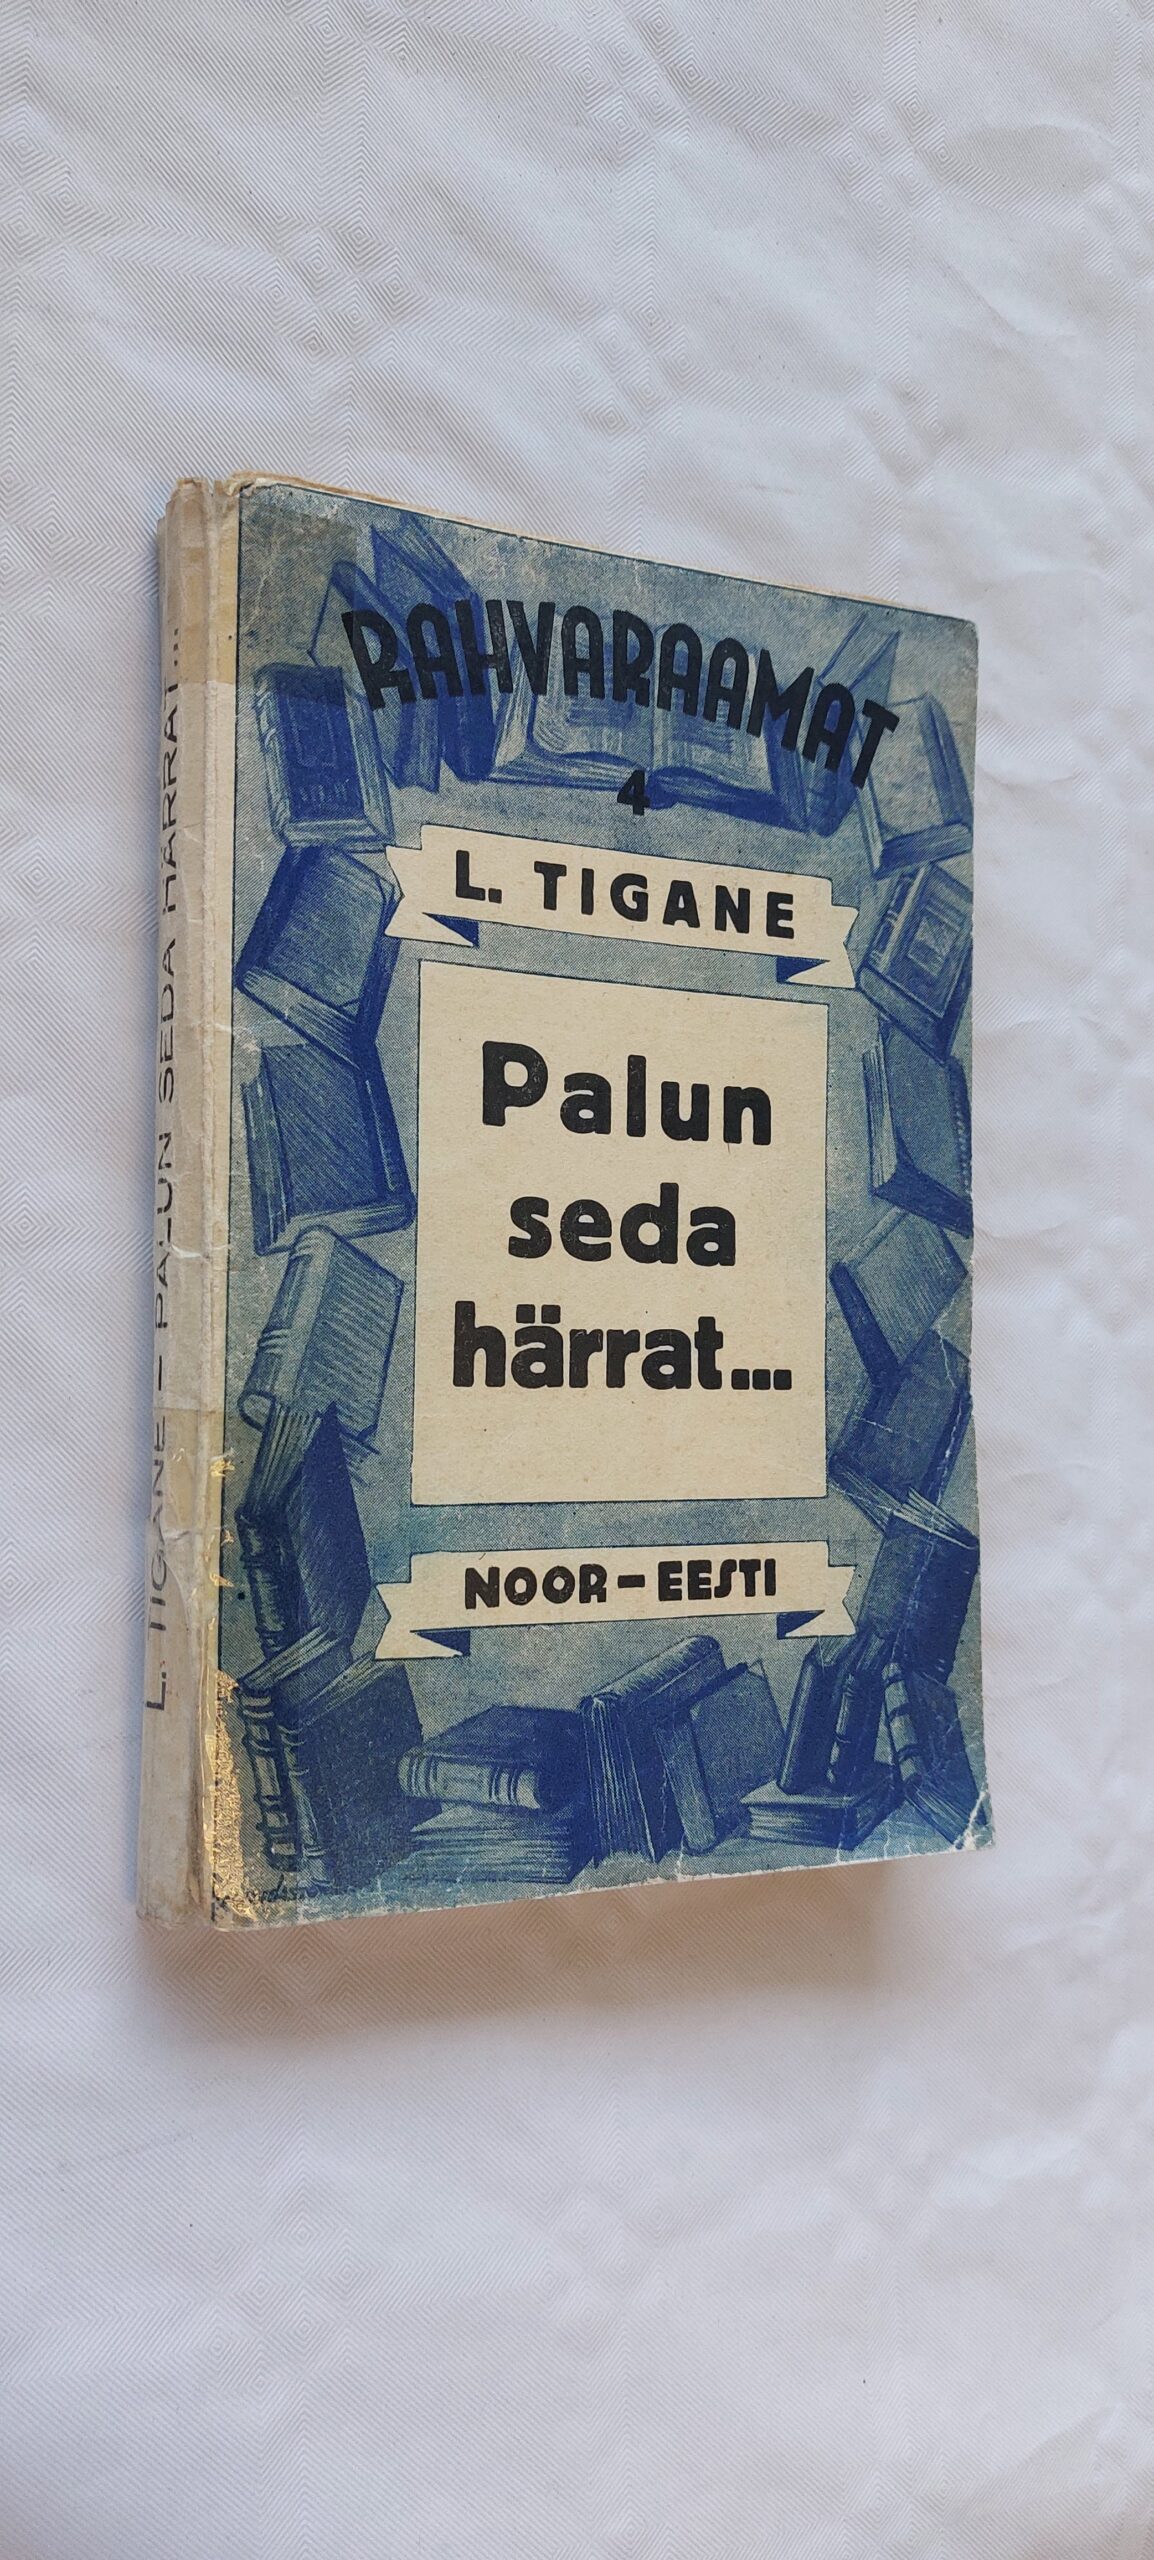 RAHVARAAMAT
4
L. TIGANE
Palun
seda
härrat...
NOOR-EESTI
L. TIGANE - PALUN SEDA HÄRRAT...